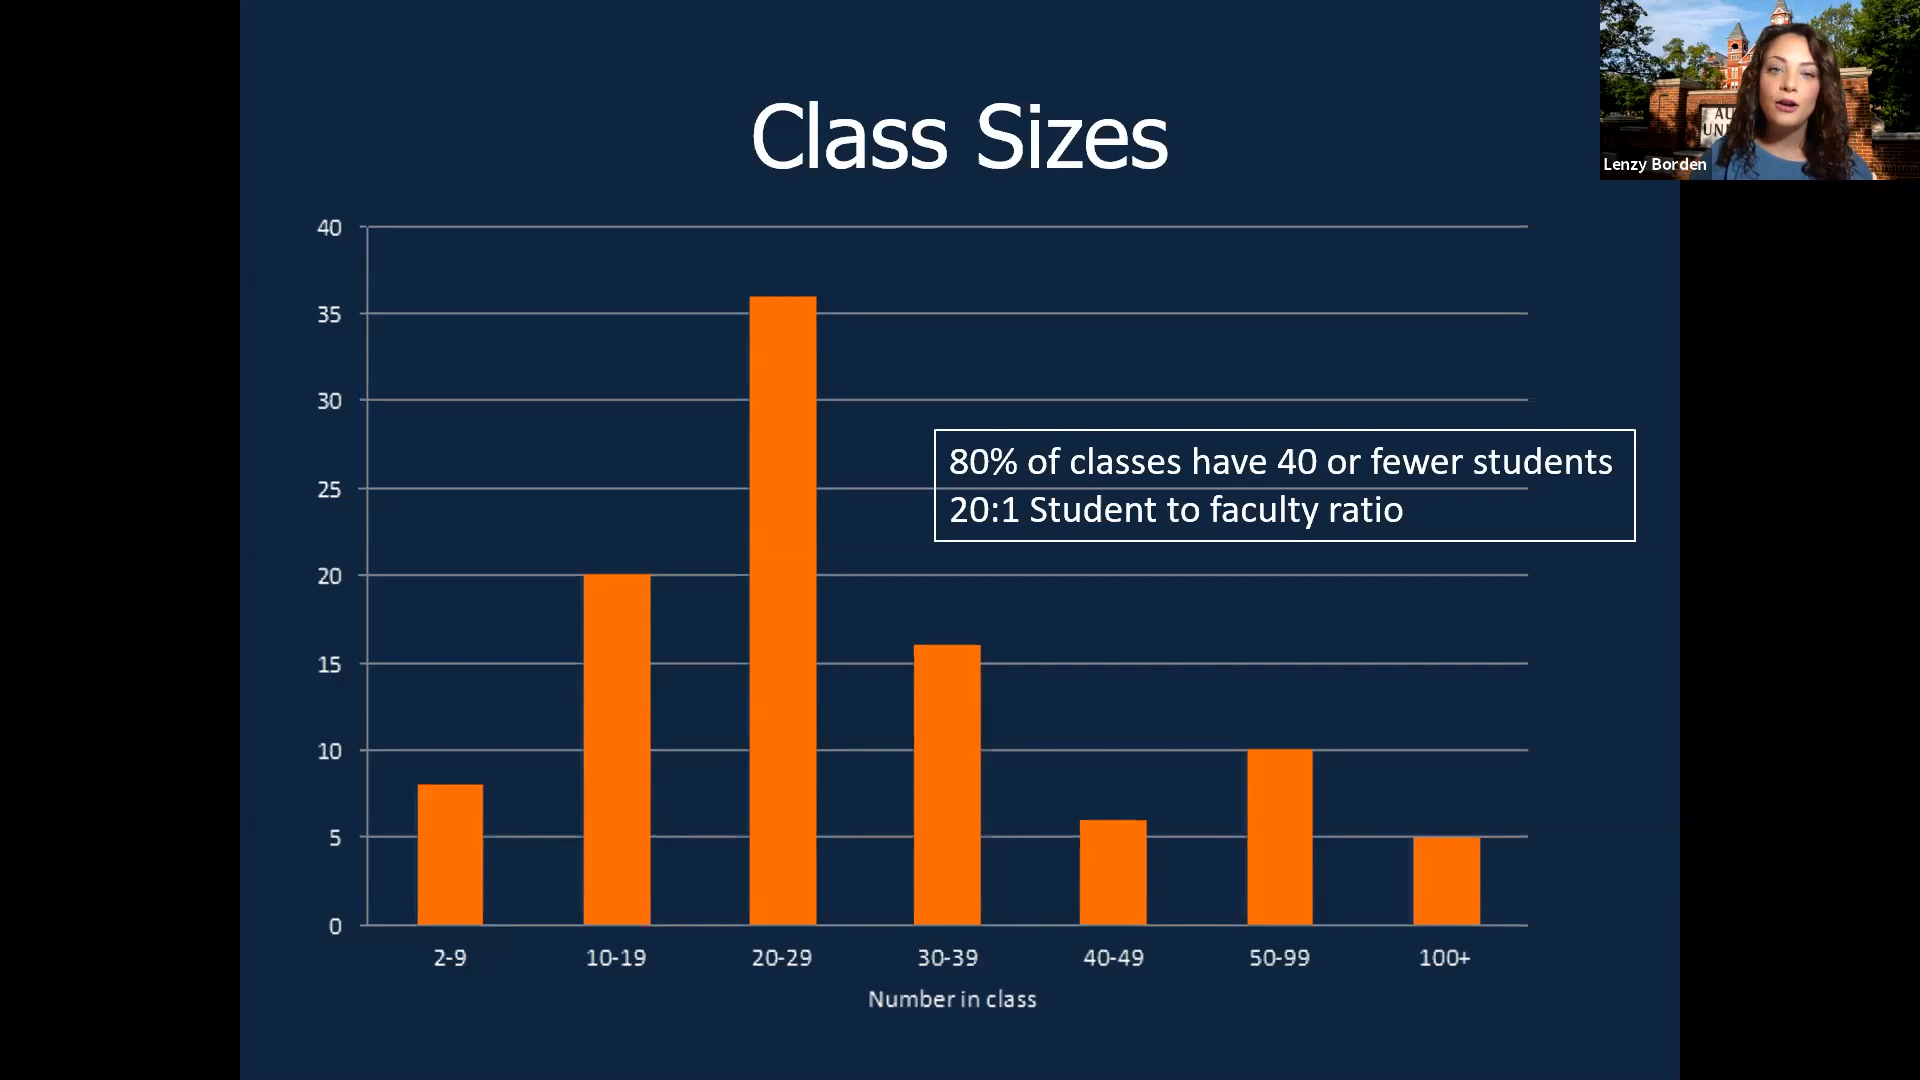 Class Sizes
AU
UN
Lenzy Borden
40
35
30
25
20
15
10
5
0
80% of classes have 40 or fewer students
20:1 Student to faculty ratio
2-9 10-19 20-29 30-39 40-49 50-99 100+
Number in class